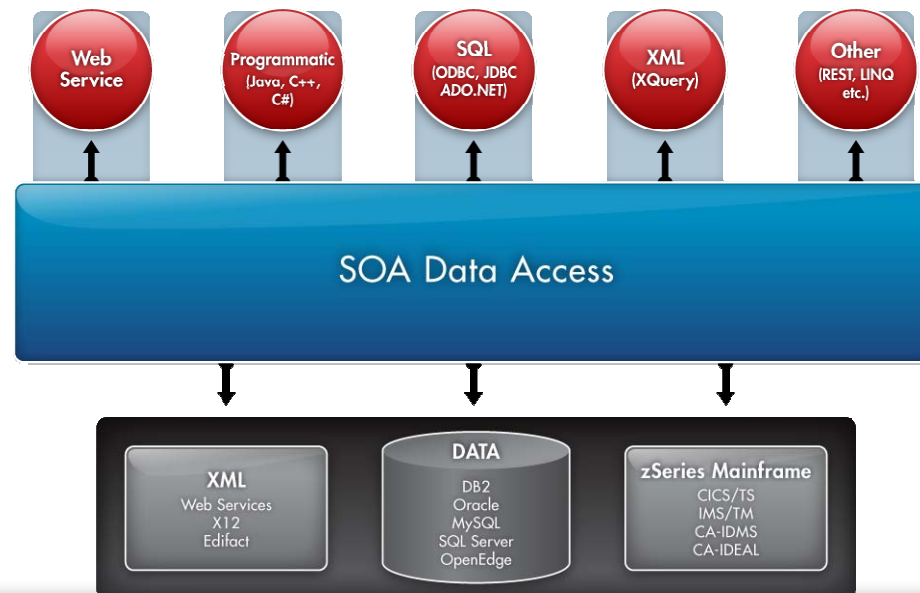 Web
Service
Programmatic
(Java, C++,
C#)
SQL
(ODBC, JDBC
ADO.NET)
XML
(XQuery)
Other
(REST, LINQ
etc.)
SOA Data Access
XML
Web Services
X12
Edifact
DATA
DB2
Oracle
MySQL
SQL Server
OpenEdge
zSeries Mainframe
CICS/TS
IMS/TM
CA-IDMS
CA-IDEAL